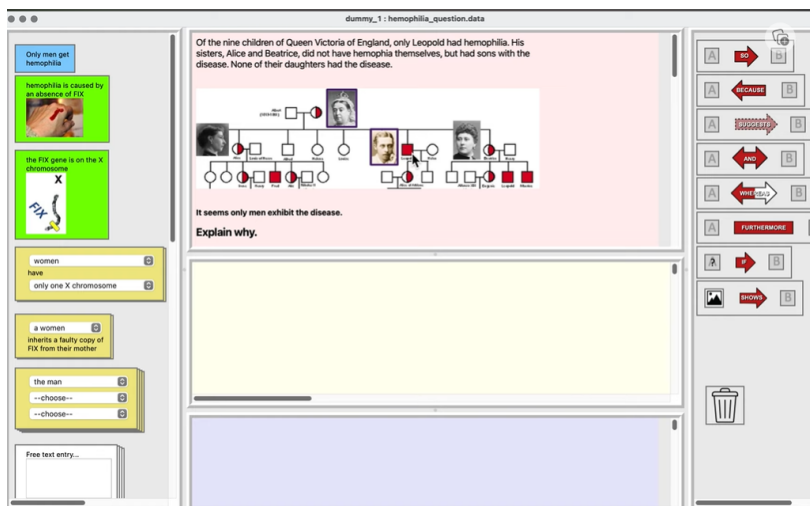 dummy_1 : hemophilia_question.data
Only men get
hemophilia
hemophilia is caused by
an absence of FIX
the FIX gene is on the X
chromosome
X
FIX
women
have
only one X chromosome
a women
inherits a faulty copy of
FIX from their mother
the man
--choose--
--choose--
Free text entry...
Of the nine children of Queen Victoria of England, only Leopold had hemophilia. His
sisters, Alice and Beatrice, did not have hemophia themselves, but had sons with the
disease. None of their daughters had the disease.
It seems only men exhibit the disease.
Explain why.
A SO B
A BECAUSE B
A SUGGESTS B
A AND B
A WHEREAS B
A FURTHERMORE
IF B
SHOWS B